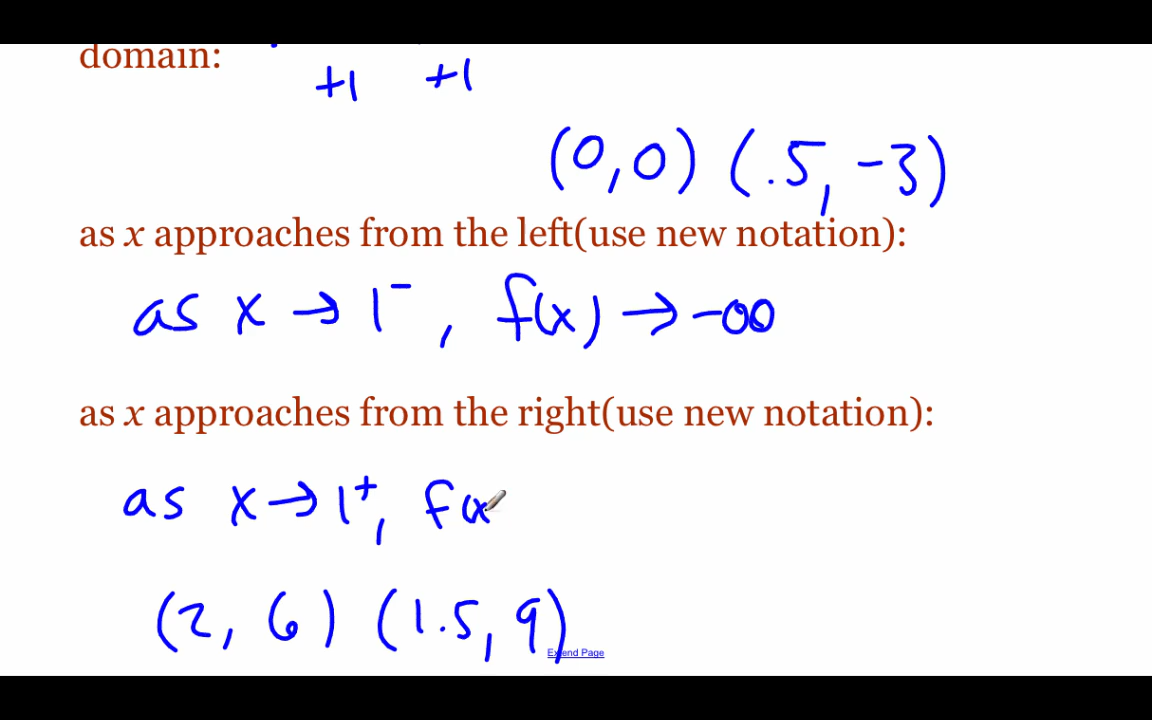 domain:
+1 +1
(0,0) (.5, -3)
as x approaches from the left(use new notation):
as x → 1⁻, f(x) → -∞
as x approaches from the right(use new notation):
as x → 1⁺, f(x
(2, 6) (1.5, 9)
Extend Page